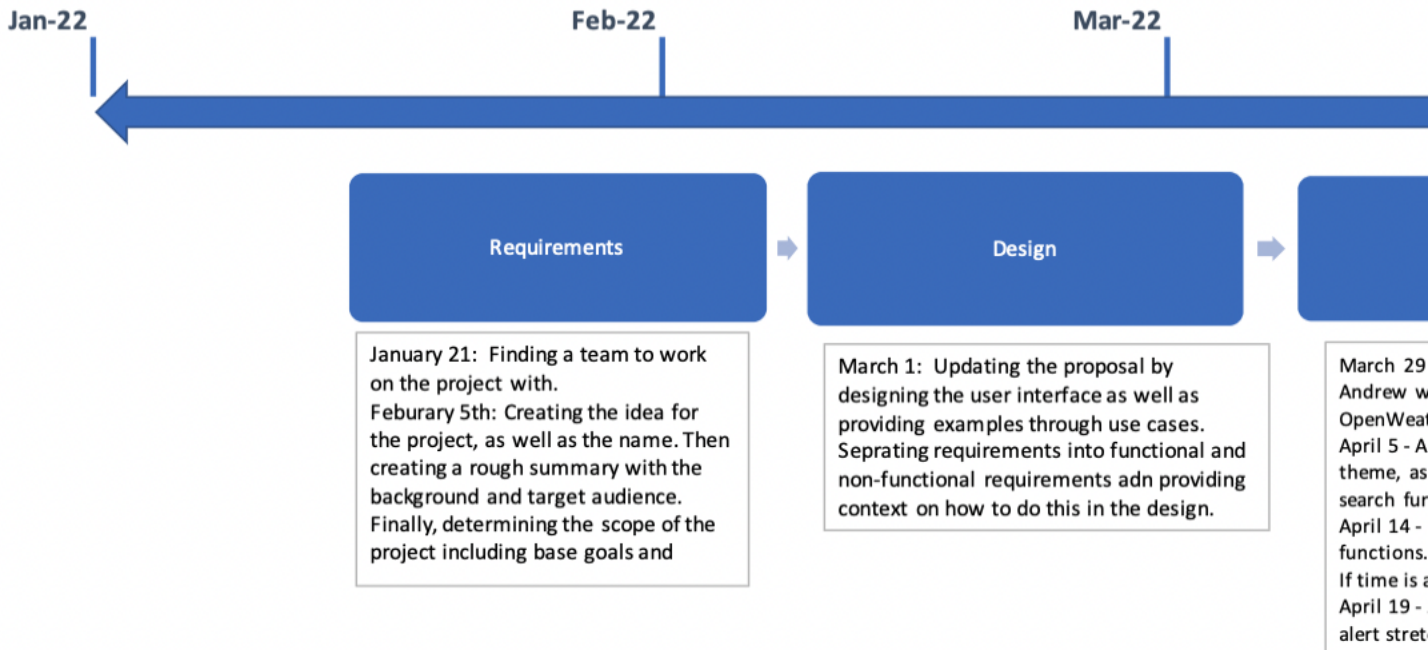 Jan-22
Feb-22
Mar-22
Requirements
Design
January 21:  Finding a team to work
on the project with.
Feburary 5th: Creating the idea for
the project, as well as the name. Then
creating a rough summary with the
background and target audience.
Finally, determining the scope of the
project including base goals and
March 1:  Updating the proposal by
designing the user interface as well as
providing examples through use cases.
Seprating requirements into functional and
non-functional requirements adn providing
context on how to do this in the design.
March 29
Andrew
April 5 -
theme, as
search
April 14 -
functions.
If time is
April 19 -
alert